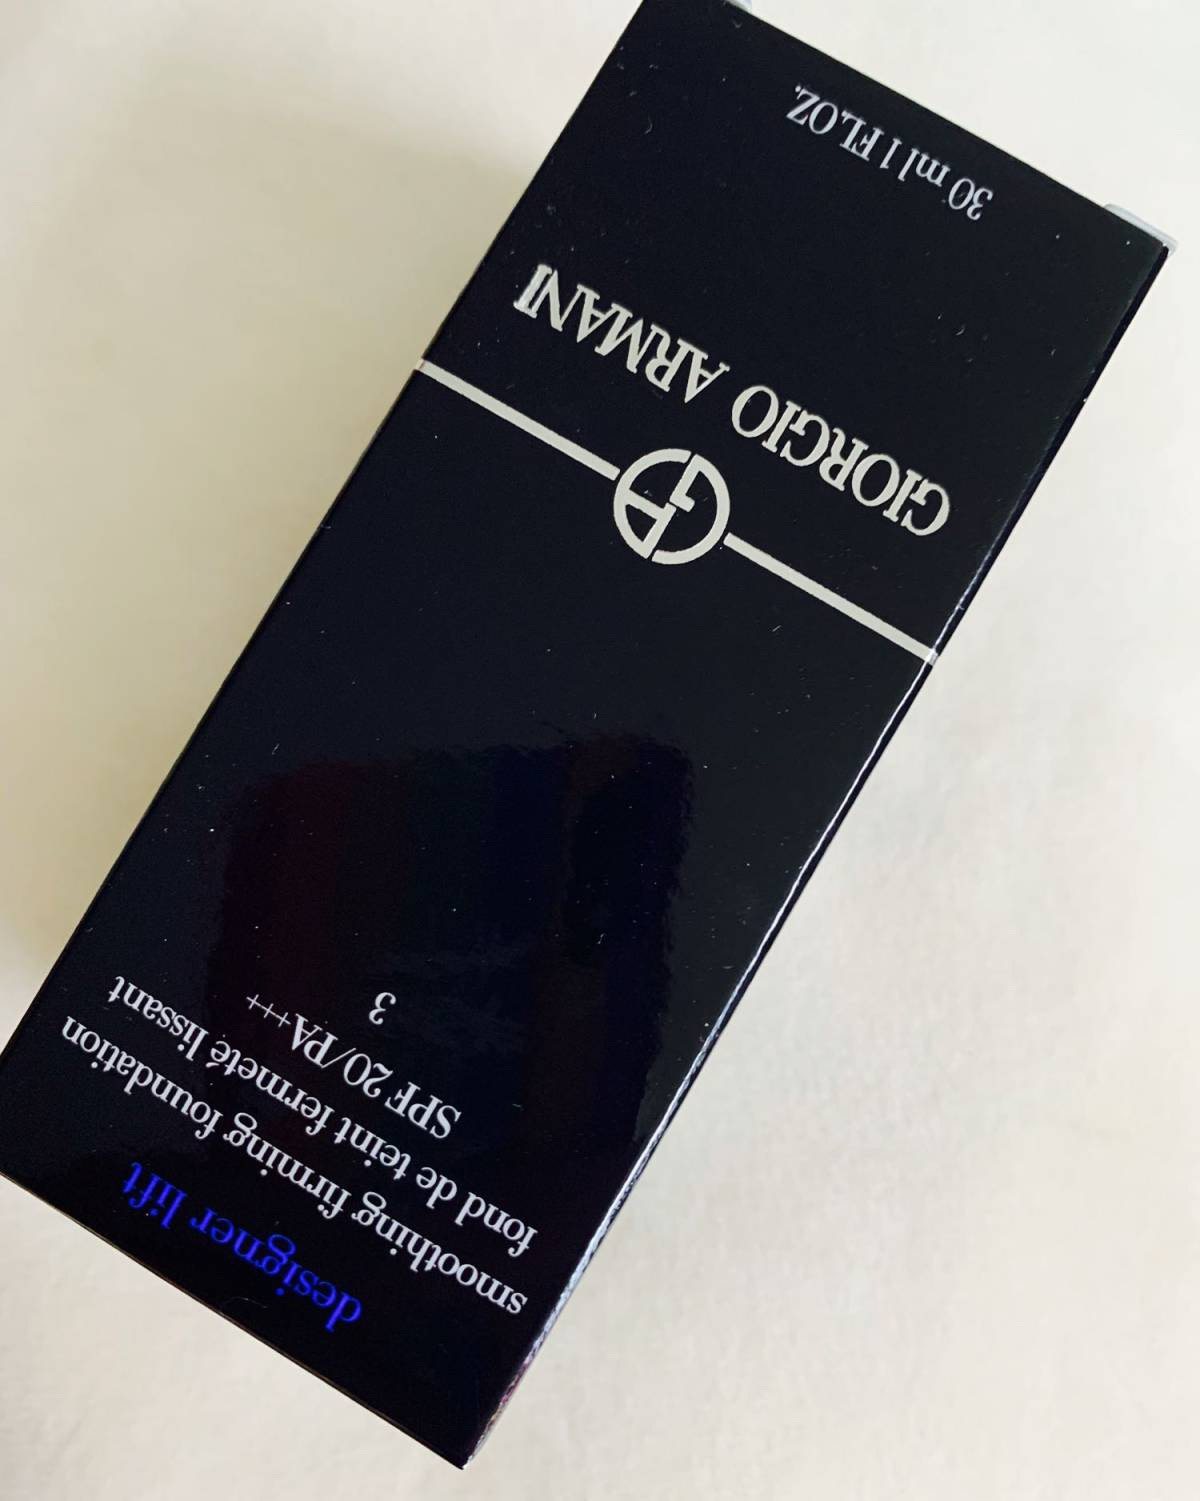 designer lift
smoothing firming foundation
fond de teint fermeté lissant
SPF 20/PA+++
3
GIORGIO ARMANI
30 ml 1 FL.OZ.